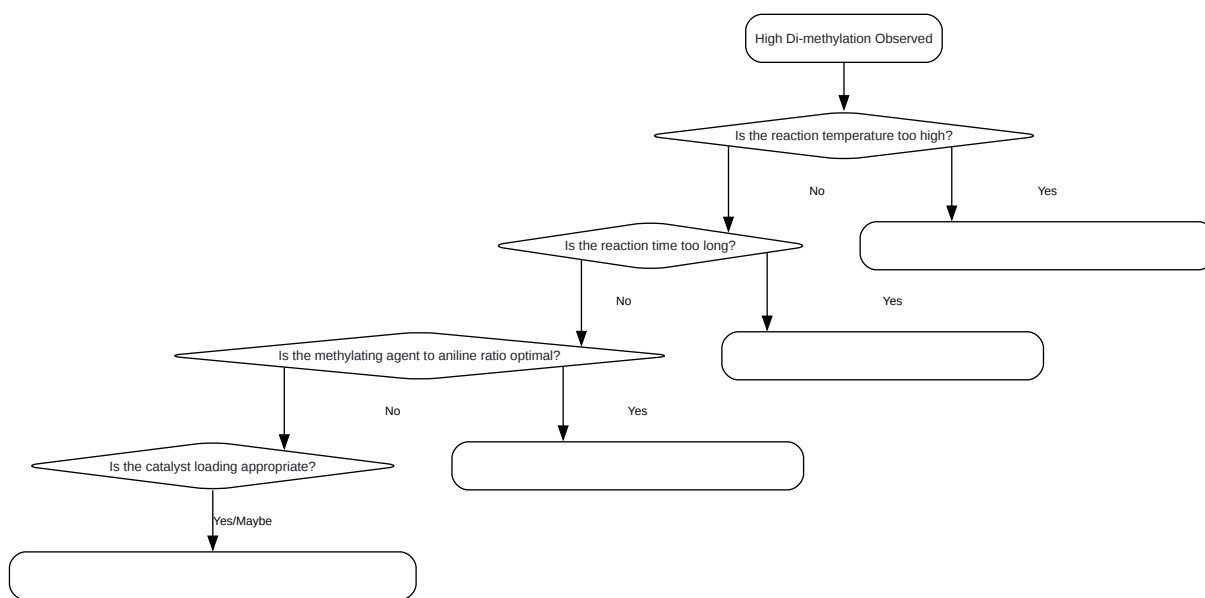 High Di-methylation Observed
Is the reaction temperature too high?
No
Yes
Is the reaction time too long?
No
Yes
Is the methylating agent to aniline ratio optimal?
No
Yes
Is the catalyst loading appropriate?
Yes/Maybe